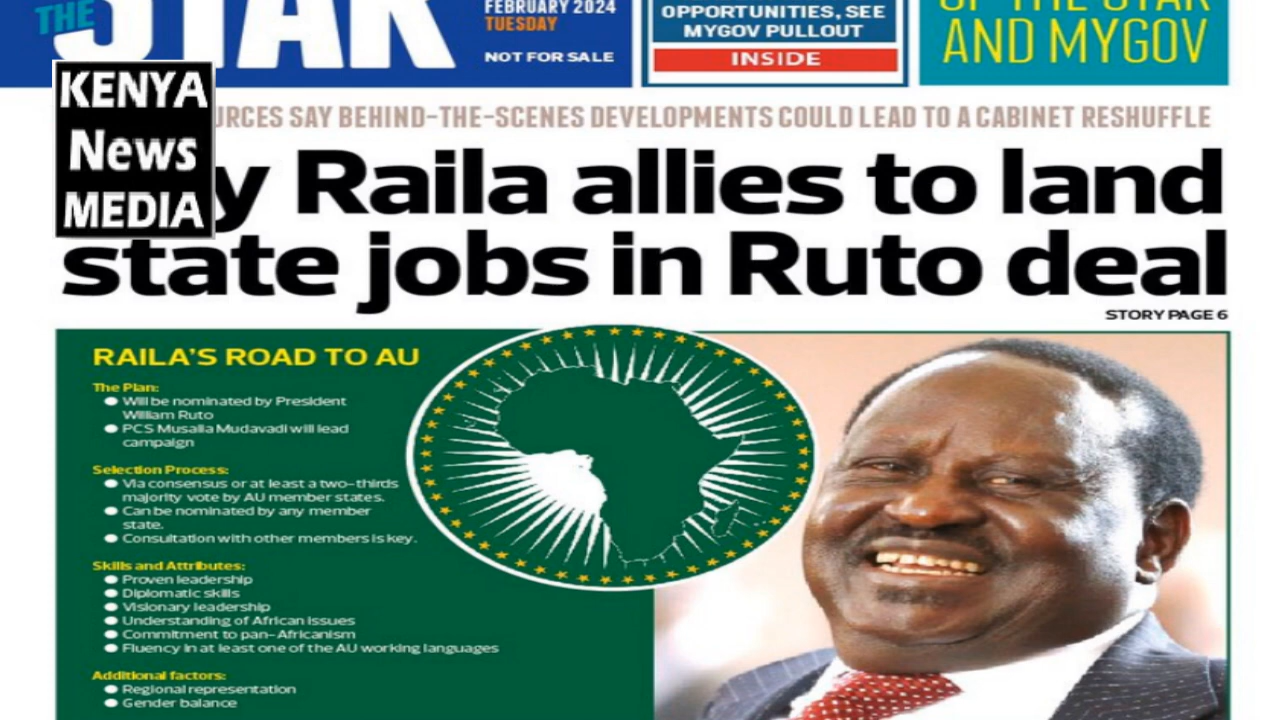 THE
STAR
FEBRUARY 2024
TUESDAY
NOT FOR SALE
OPPORTUNITIES, SEE
MYGOV PULLOUT
INSIDE
OF THE STAR
AND MYGOV
KENYA
News
MEDIA
URCES SAY BEHIND-THE-SCENES DEVELOPMENTS COULD LEAD TO A CABINET RESHUFFLE
y Raila allies to land
state jobs in Ruto deal
STORY PAGE 6
RAILA'S ROAD TO AU
The Plan:
● Will be nominated by President
William Ruto
● PCS Musalia Mudavadi will lead
campaign
Selection Process:
● Via consensus or at least a two-thirds
majority vote by AU member states.
● Can be nominated by any member
state.
● Consultation with other members is key.
Skills and Attributes:
● Proven leadership
● Diplomatic skills
● Visionary leadership
● Understanding of African issues
● Commitment to pan-Africanism
● Fluency in at least one of the AU working languages
Additional factors:
● Regional representation
● Gender balance